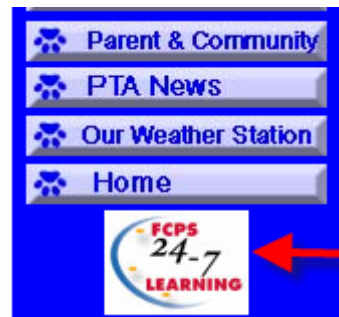 Parent & Community
PTA News
Our Weather Station
Home
FCPS
24-7
LEARNING